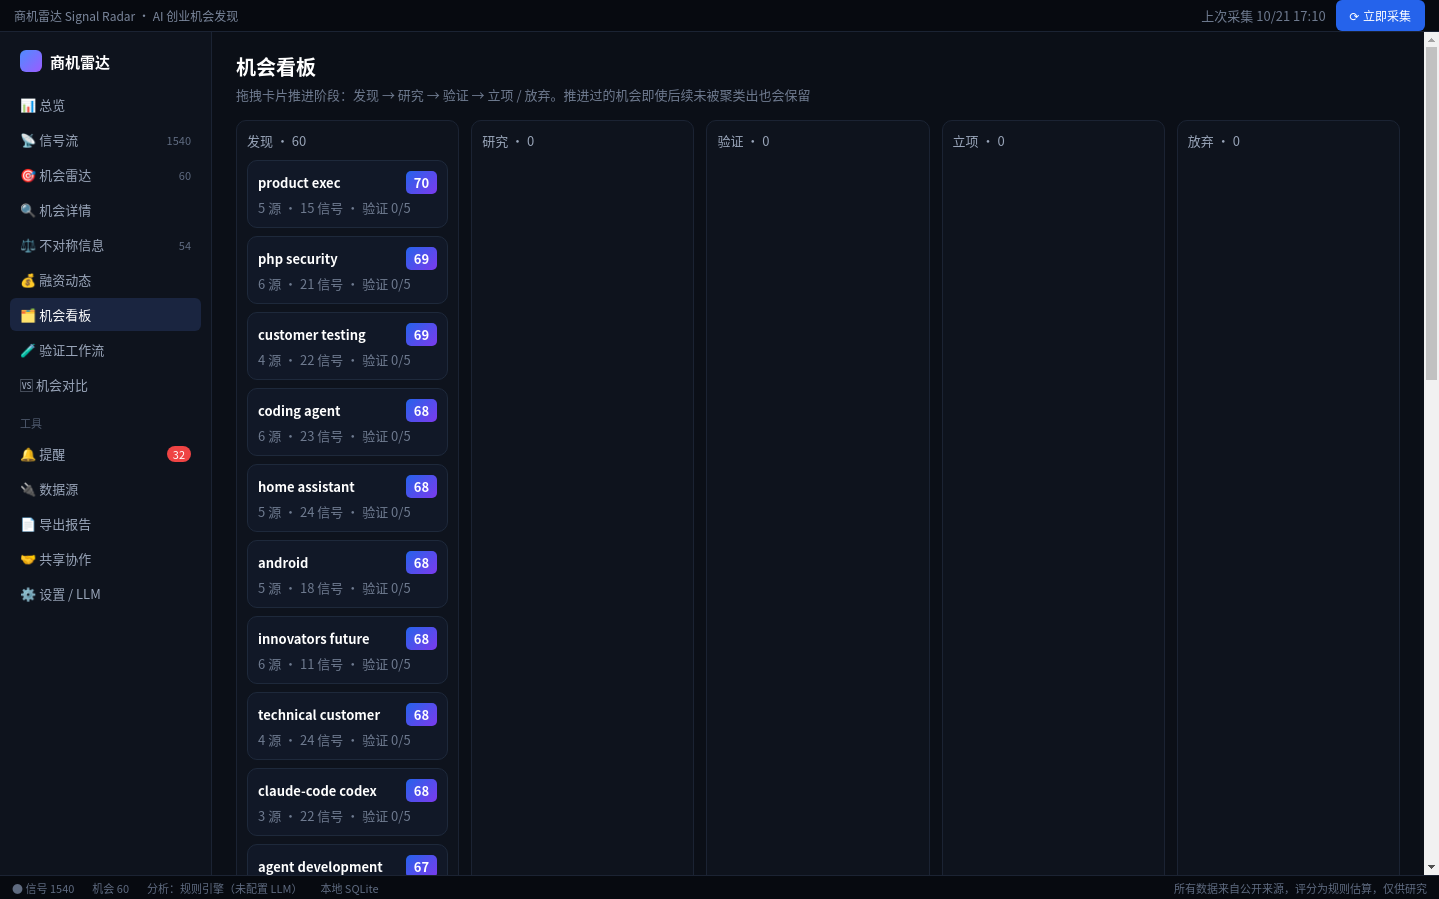 商机雷达 Signal Radar · AI 创业机会发现
上次采集 10/21 17:10
⟳ 立即采集
商机雷达
📊 总览
📡 信号流 1540
🎯 机会雷达 60
🔍 机会详情
⚖️ 不对称信息 54
💰 融资动态
🗂️ 机会看板
🧪 验证工作流
🆚 机会对比
工具
🔔 提醒 32
🔌 数据源
📄 导出报告
🤝 共享协作
⚙️ 设置 / LLM
机会看板
拖拽卡片推进阶段：发现 → 研究 → 验证 → 立项 / 放弃。推进过的机会即使后续未被聚类出也会保留
发现 · 60
product exec 70
5 源 · 15 信号 · 验证 0/5
php security 69
6 源 · 21 信号 · 验证 0/5
customer testing 69
4 源 · 22 信号 · 验证 0/5
coding agent 68
6 源 · 23 信号 · 验证 0/5
home assistant 68
5 源 · 24 信号 · 验证 0/5
android 68
5 源 · 18 信号 · 验证 0/5
innovators future 68
6 源 · 11 信号 · 验证 0/5
technical customer 68
4 源 · 24 信号 · 验证 0/5
claude-code codex 68
3 源 · 22 信号 · 验证 0/5
agent development 67
研究 · 0
验证 · 0
立项 · 0
放弃 · 0
信号 1540 机会 60 分析：规则引擎（未配置 LLM） 本地 SQLite
所有数据来自公开来源，评分为规则估算，仅供研究